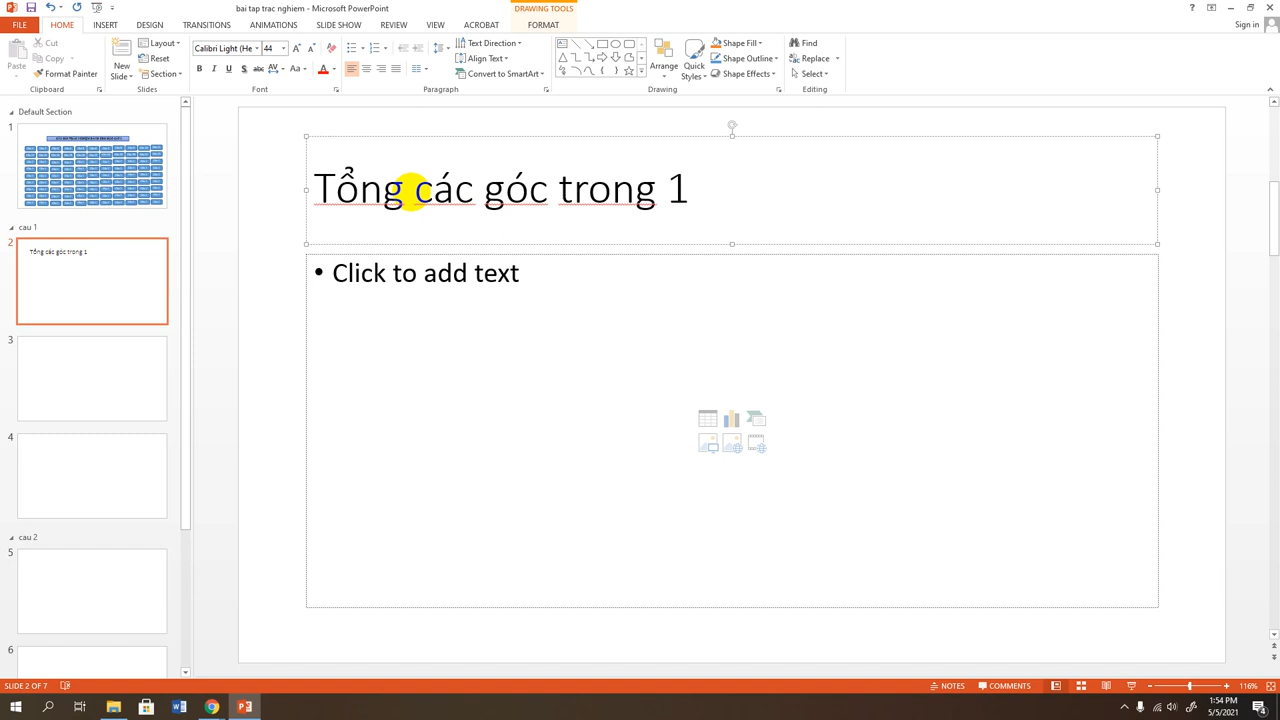 bai tap trac nghiem - Microsoft PowerPoint
DRAWING TOOLS
FILE HOME INSERT DESIGN TRANSITIONS ANIMATIONS SLIDE SHOW REVIEW VIEW ACROBAT FORMAT
Sign in
Paste
Cut
Copy
Format Painter
Clipboard
New Slide
Layout
Reset
Section
Slides
Calibri Light (He 44
B I U S abc AV Aa A
Font
Text Direction
Align Text
Convert to SmartArt
Paragraph
Arrange
Quick Styles
Shape Fill
Shape Outline
Shape Effects
Drawing
Find
Replace
Select
Editing
Default Section
1
cau 1
2
Tổng các góc trong 1
3
4
cau 2
5
6
Tổng các góc trong 1
• Click to add text
SLIDE 2 OF 7
NOTES
COMMENTS
116%
1:54 PM
5/5/2021
4